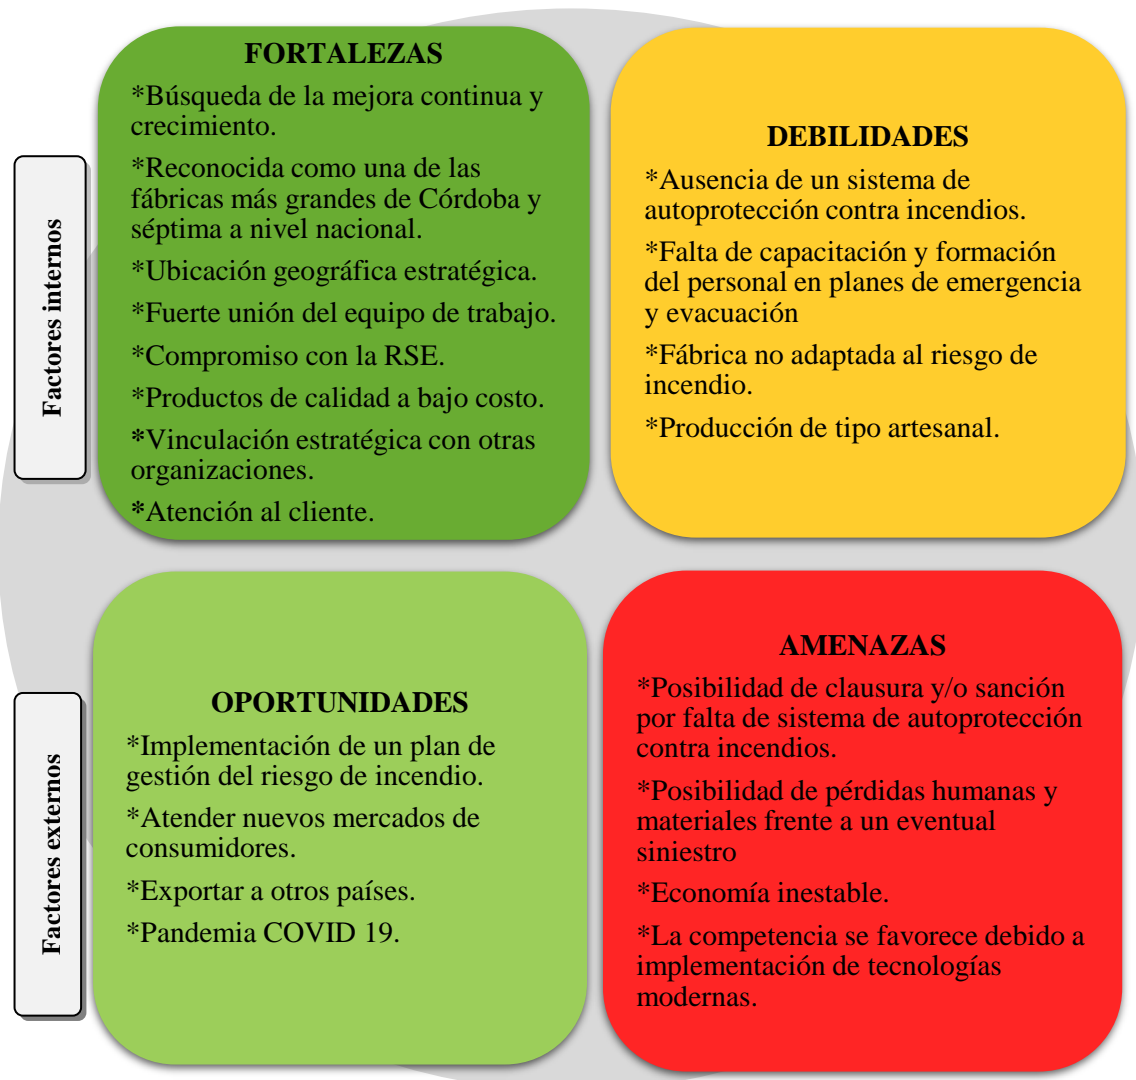 FORTALEZAS
*Búsqueda de la mejora continua y
crecimiento.
*Reconocida como una de las
fábricas más grandes de Córdoba y
séptima a nivel nacional.
*Ubicación geográfica estratégica.
*Fuerte unión del equipo de trabajo.
*Compromiso con la RSE.
*Productos de calidad a bajo costo.
*Vinculación estratégica con otras
organizaciones.
*Atención al cliente.
DEBILIDADES
*Ausencia de un sistema de
autoprotección contra incendios.
*Falta de capacitación y formación
del personal en planes de emergencia
y evacuación
*Fábrica no adaptada al riesgo de
incendio.
*Producción de tipo artesanal.
Factores internos
OPORTUNIDADES
*Implementación de un plan de
gestión del riesgo de incendio.
*Atender nuevos mercados de
consumidores.
*Exportar a otros países.
*Pandemia COVID 19.
AMENAZAS
*Posibilidad de clausura y/o sanción
por falta de sistema de autoprotección
contra incendios.
*Posibilidad de pérdidas humanas y
materiales frente a un eventual
siniestro
*Economía inestable.
*La competencia se favorece debido a
implementación de tecnologías
modernas.
Factores externos